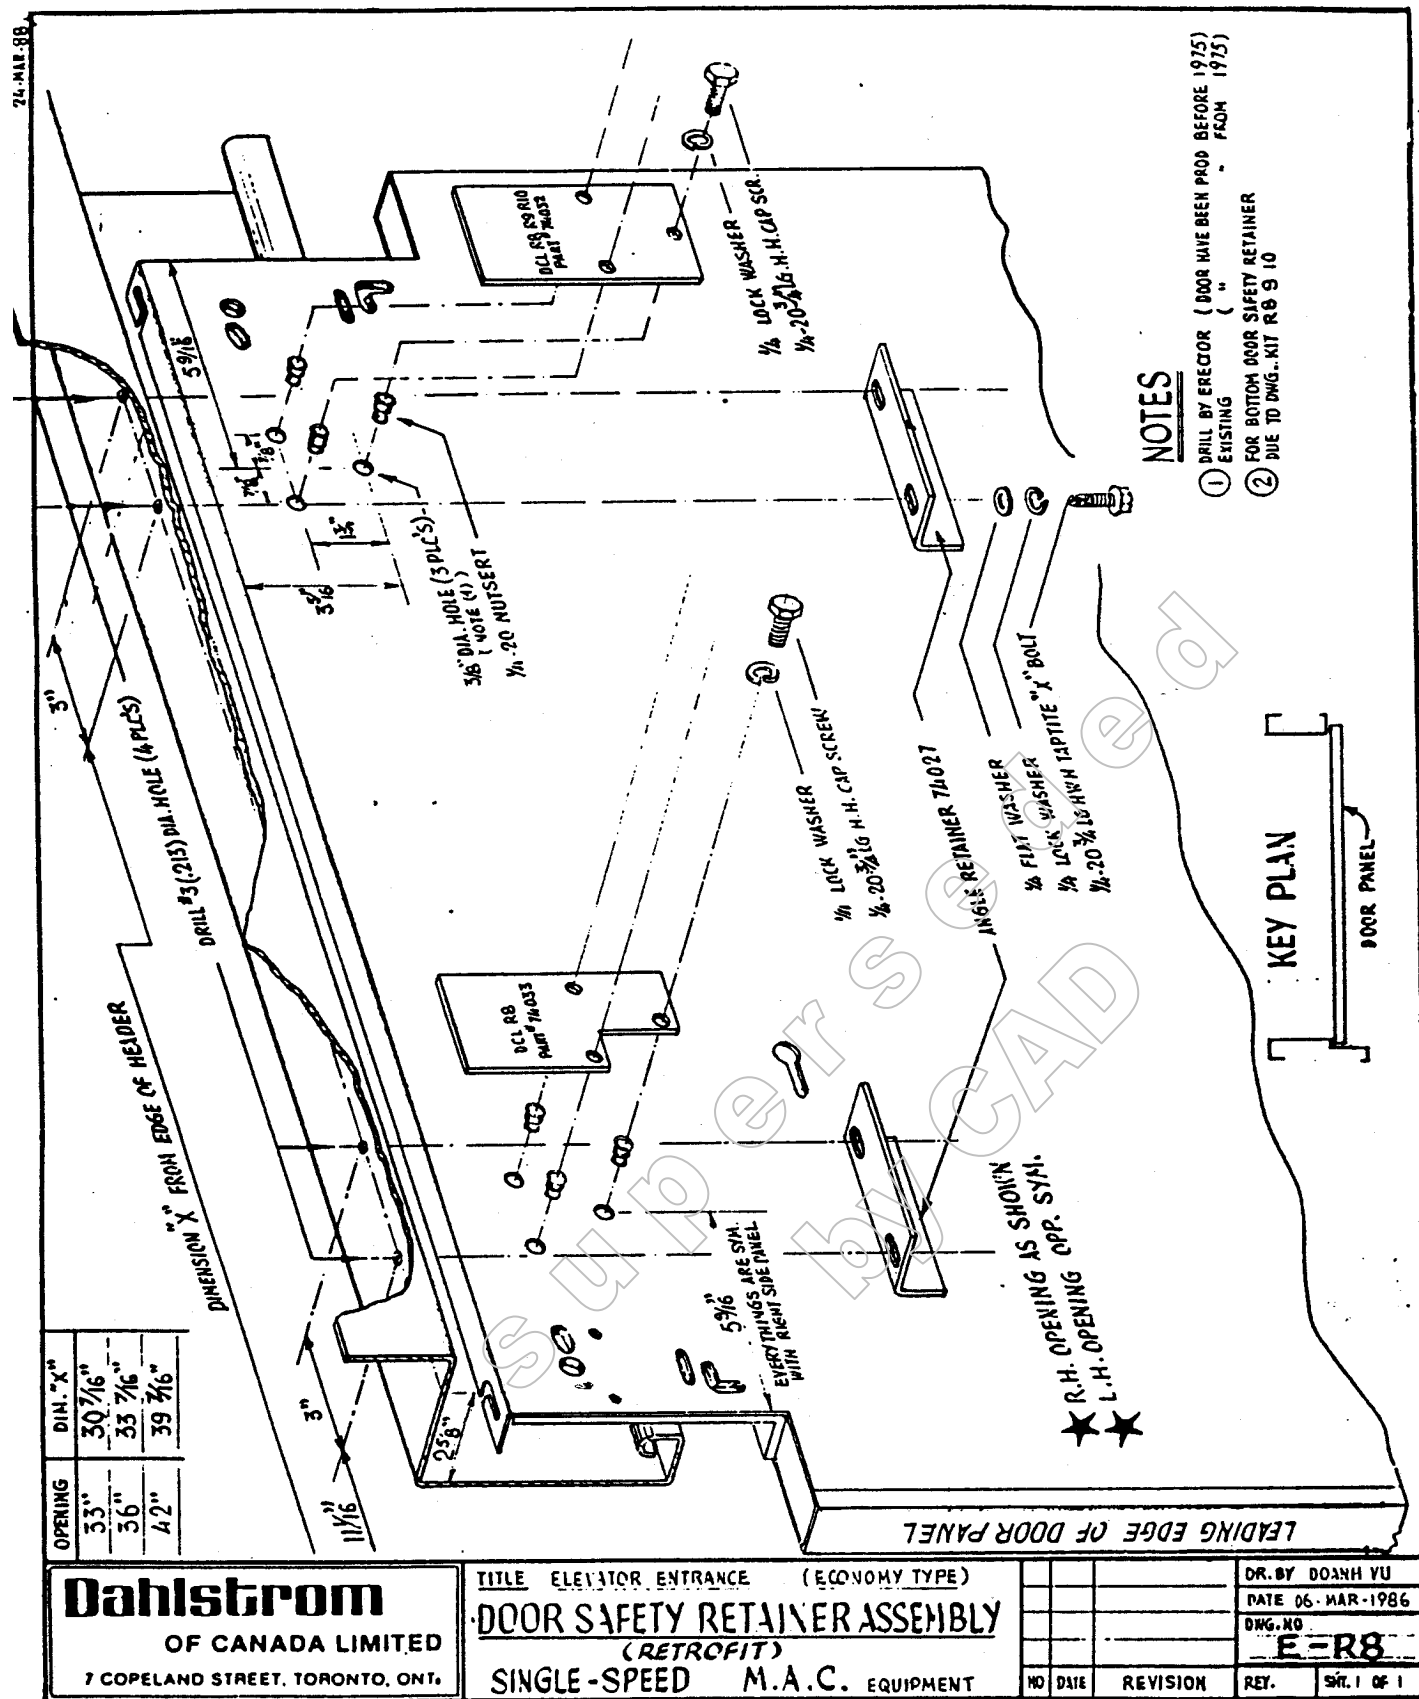 24-MAR-88
DCL R8 R9 R10
PART # 74032
1/4 LOCK WASHER
1/4-20 3/4" LG. H.H. CAP SCR.
5 9/16"
7/8"
7/8"
1 3/4"
3 5/16"
3/8" DIA. HOLE (3 PLC'S)
(NOTE (1))
1/4-20 NUTSERT
3"
DRILL #3 (.213) DIA. HOLE (4 PLC'S)
DIMENSION "X" FROM EDGE OF HEADER
NOTES
1 DRILL BY ERECTOR (DOOR HAVE BEEN PROD BEFORE 1975)
EXISTING ( " - FROM 1975)
2 FOR BOTTOM DOOR SAFETY RETAINER
DUE TO DWG. KIT R8 9 10
DCL R8
PART # 74033
1/4 LOCK WASHER
1/4-20 3/4" LG H.H. CAP SCREW
ANGLE RETAINER 74027
1/4 FLAT WASHER
1/4 LOCK WASHER
1/4-20 3/4 LG HWH TAPTITE "X" BOLT
superseded
by CAD
KEY PLAN
DOOR PANEL
OPENING DIM. "X"
33" 30 7/16"
36" 33 7/16"
42" 39 7/16"
3"
11/16"
2 5/8"
5 9/16"
EVERYTHINGS ARE SYM.
WITH RIGHT SIDE PANEL
★ R.H. OPENING AS SHOWN
★ L.H. OPENING OPP. SYM.
LEADING EDGE OF DOOR PANEL
Dahlstrom
OF CANADA LIMITED
7 COPELAND STREET, TORONTO, ONT.
TITLE ELEVATOR ENTRANCE (ECONOMY TYPE)
DOOR SAFETY RETAINER ASSEMBLY
(RETROFIT)
SINGLE-SPEED M.A.C. EQUIPMENT
NO DATE REVISION
DR. BY DOANH VU
DATE 06-MAR-1986
DWG. NO
E-R8
REV. SHT. 1 OF 1